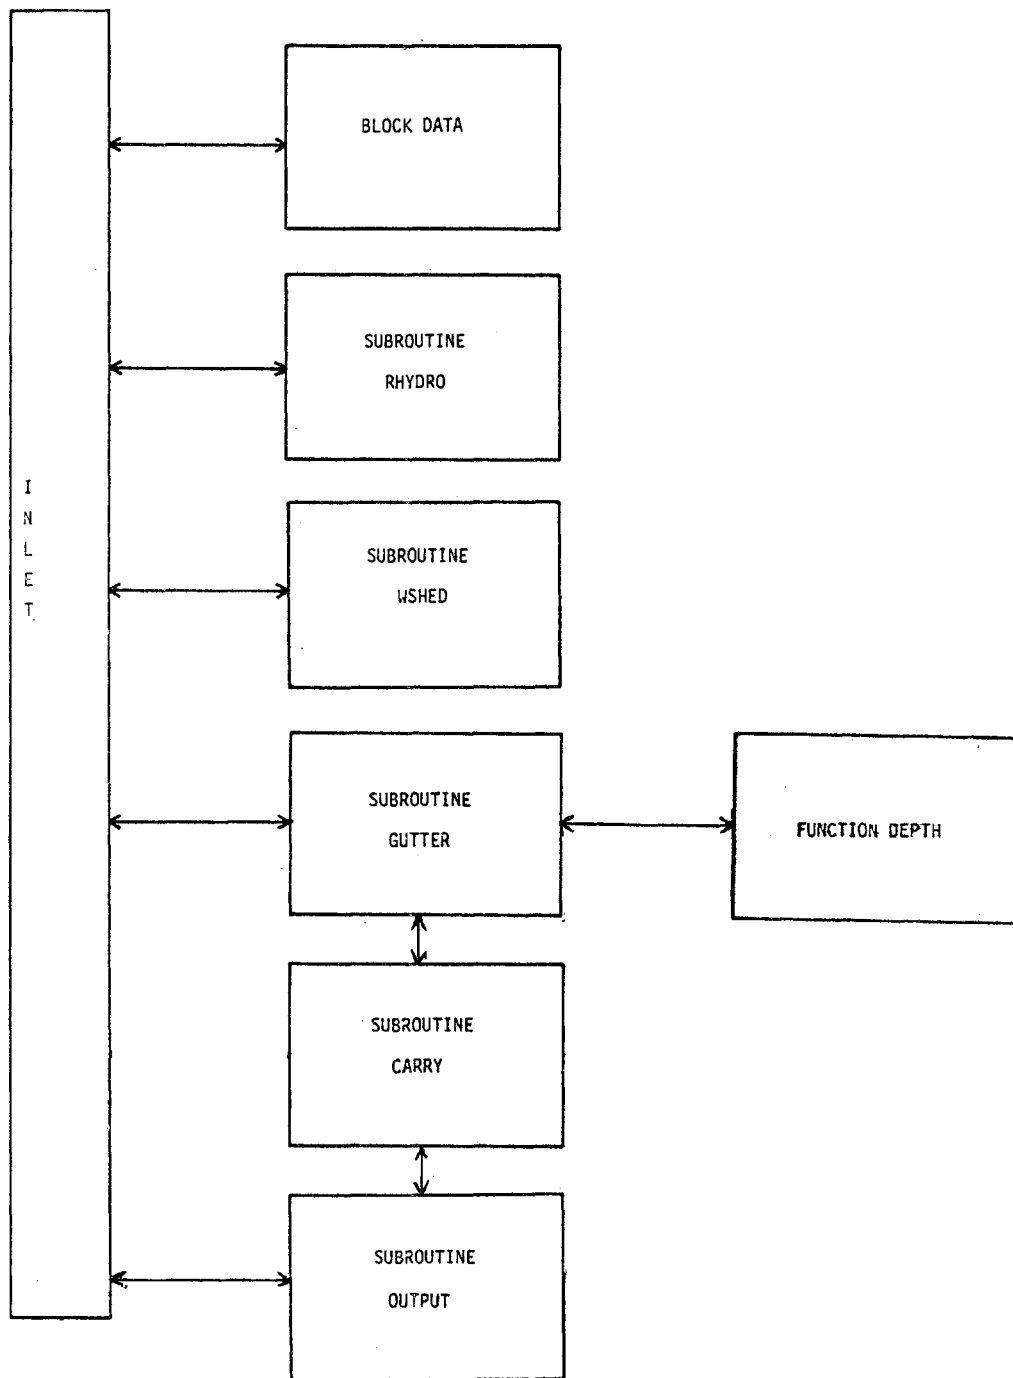 BLOCK DATA
SUBROUTINE
RHYDRO
I
N
L
E
T
SUBROUTINE
WSHED
SUBROUTINE
GUTTER
FUNCTION DEPTH
SUBROUTINE
CARRY
SUBROUTINE
OUTPUT